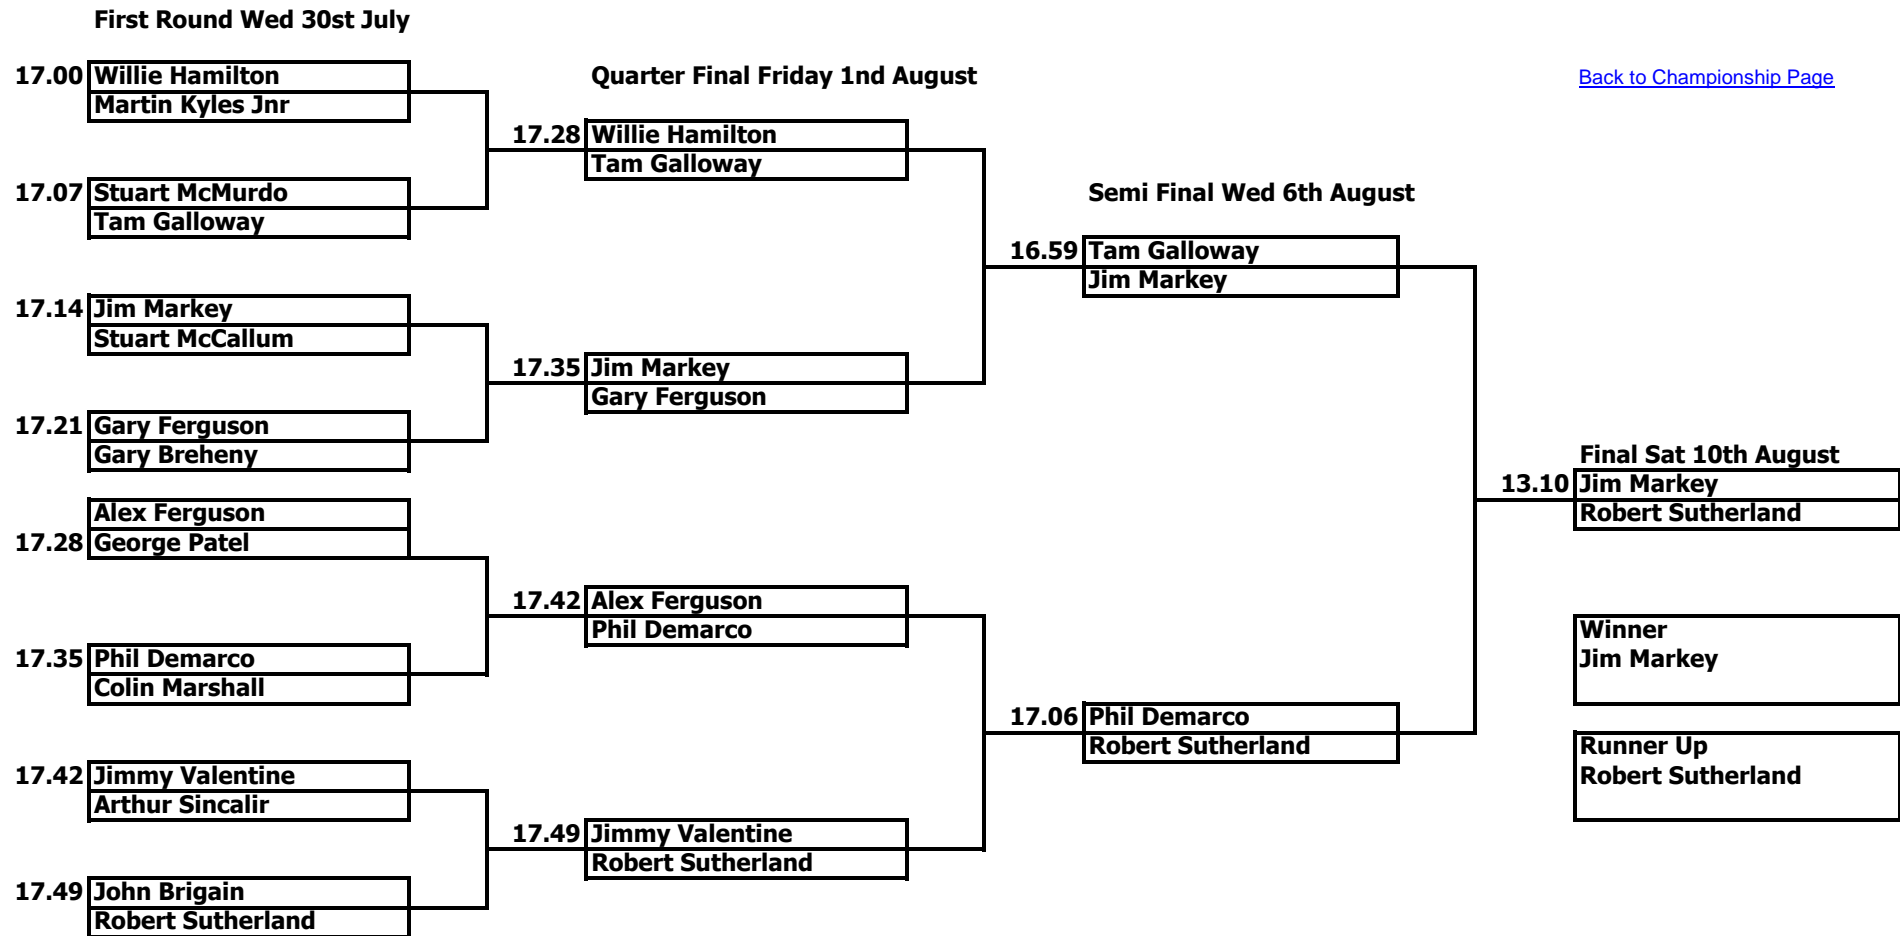 First Round Wed 30st July
17.00 Willie Hamilton
Martin Kyles Jnr
17.07 Stuart McMurdo
Tam Galloway
17.14 Jim Markey
Stuart McCallum
17.21 Gary Ferguson
Gary Breheny
Alex Ferguson
17.28 George Patel
17.35 Phil Demarco
Colin Marshall
17.42 Jimmy Valentine
Arthur Sincalir
17.49 John Brigain
Robert Sutherland
Quarter Final Friday 1nd August
17.28 Willie Hamilton
Tam Galloway
17.35 Jim Markey
Gary Ferguson
17.42 Alex Ferguson
Phil Demarco
17.49 Jimmy Valentine
Robert Sutherland
Semi Final Wed 6th August
16.59 Tam Galloway
Jim Markey
17.06 Phil Demarco
Robert Sutherland
Back to Championship Page
Final Sat 10th August
13.10 Jim Markey
Robert Sutherland
Winner
Jim Markey
Runner Up
Robert Sutherland